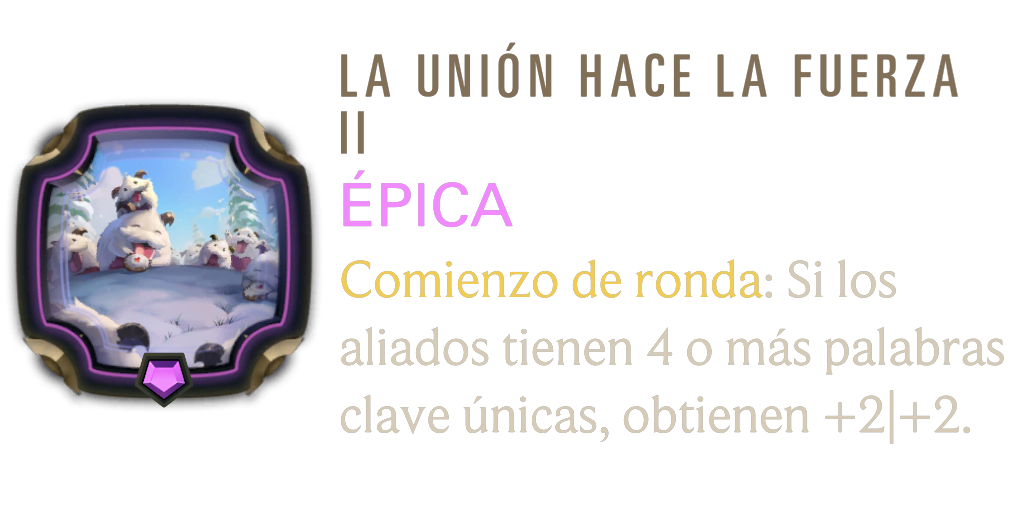 LA UNIÓN HACE LA FUERZA
II
ÉPICA
Comienzo de ronda: Si los
aliados tienen 4 o más palabras
clave únicas, obtienen +2|+2.